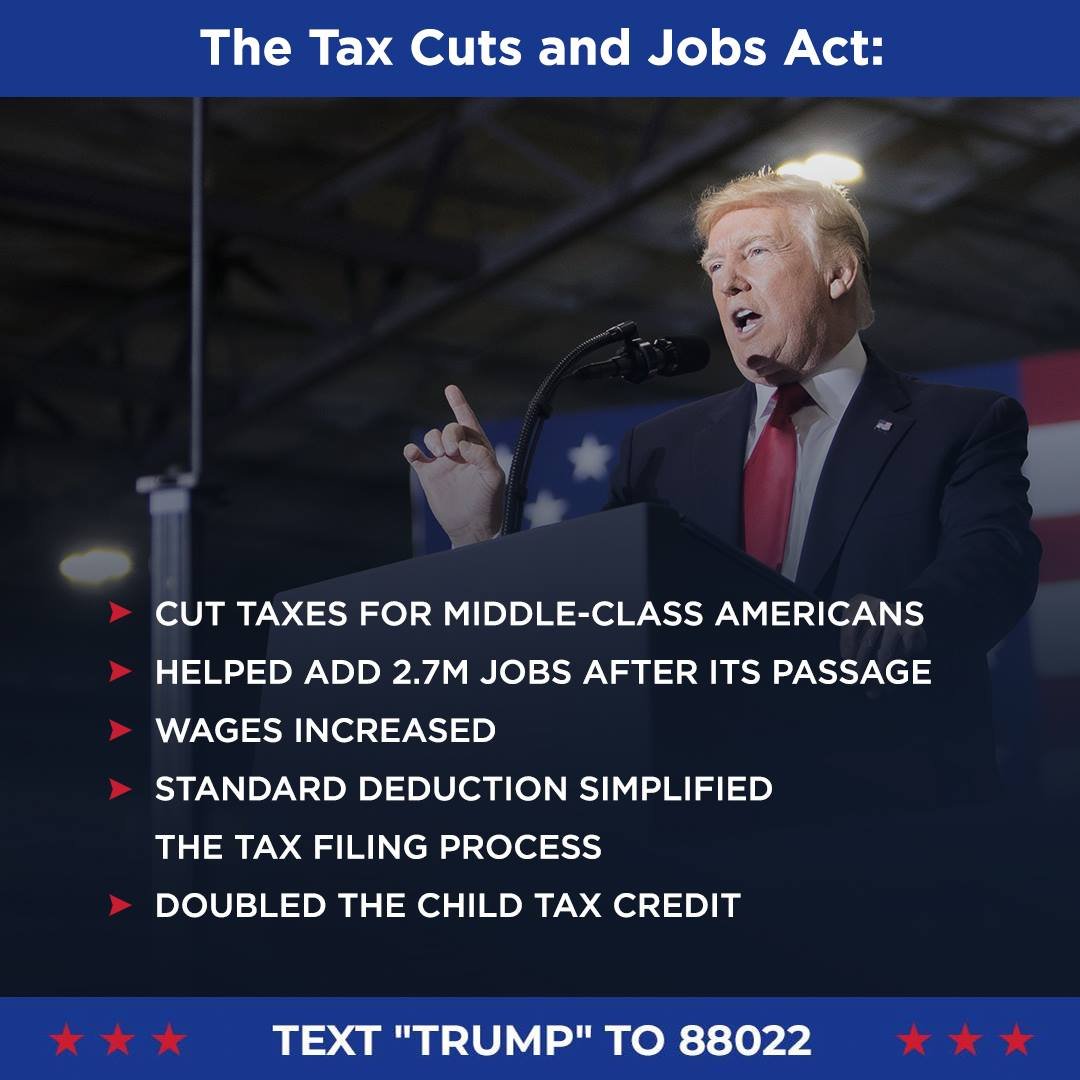 The Tax Cuts and Jobs Act:
CUT TAXES FOR MIDDLE-CLASS AMERICANS
HELPED ADD 2.7M JOBS AFTER ITS PASSAGE
WAGES INCREASED
STANDARD DEDUCTION SIMPLIFIED
THE TAX FILING PROCESS
DOUBLED THE CHILD TAX CREDIT
TEXT "TRUMP" TO 88022